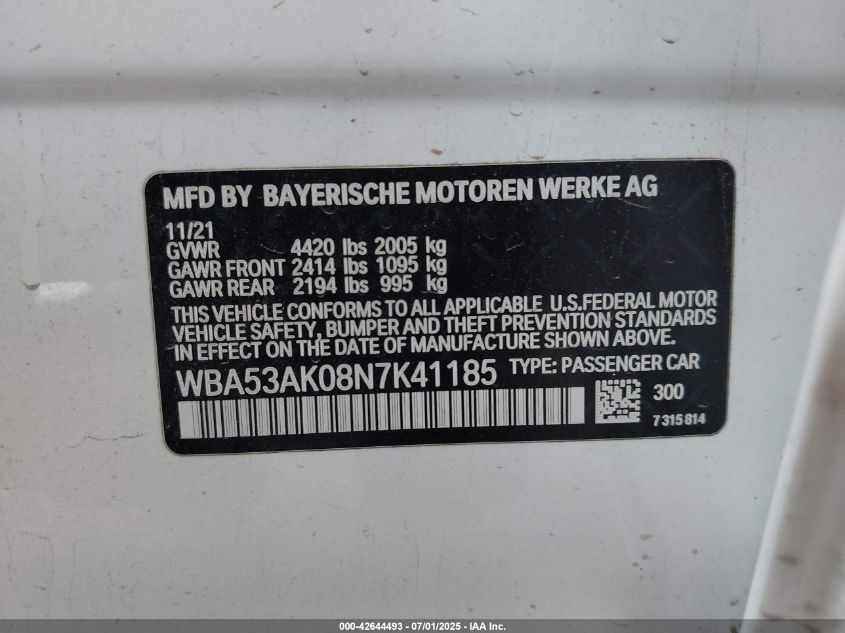 MFD BY BAYERISCHE MOTOREN WERKE AG
11/21
GVWR 4420 lbs 2005 kg
GAWR FRONT 2414 lbs 1095 kg
GAWR REAR 2194 lbs 995 kg
THIS VEHICLE CONFORMS TO ALL APPLICABLE U.S.FEDERAL MOTOR
VEHICLE SAFETY, BUMPER AND THEFT PREVENTION STANDARDS
IN EFFECT ON THE DATE OF MANUFACTURE SHOWN ABOVE.
WBA53AK08N7K41185 TYPE: PASSENGER CAR
300
7 315 814
000-42644493 - 07/01/2025 - IAA Inc.